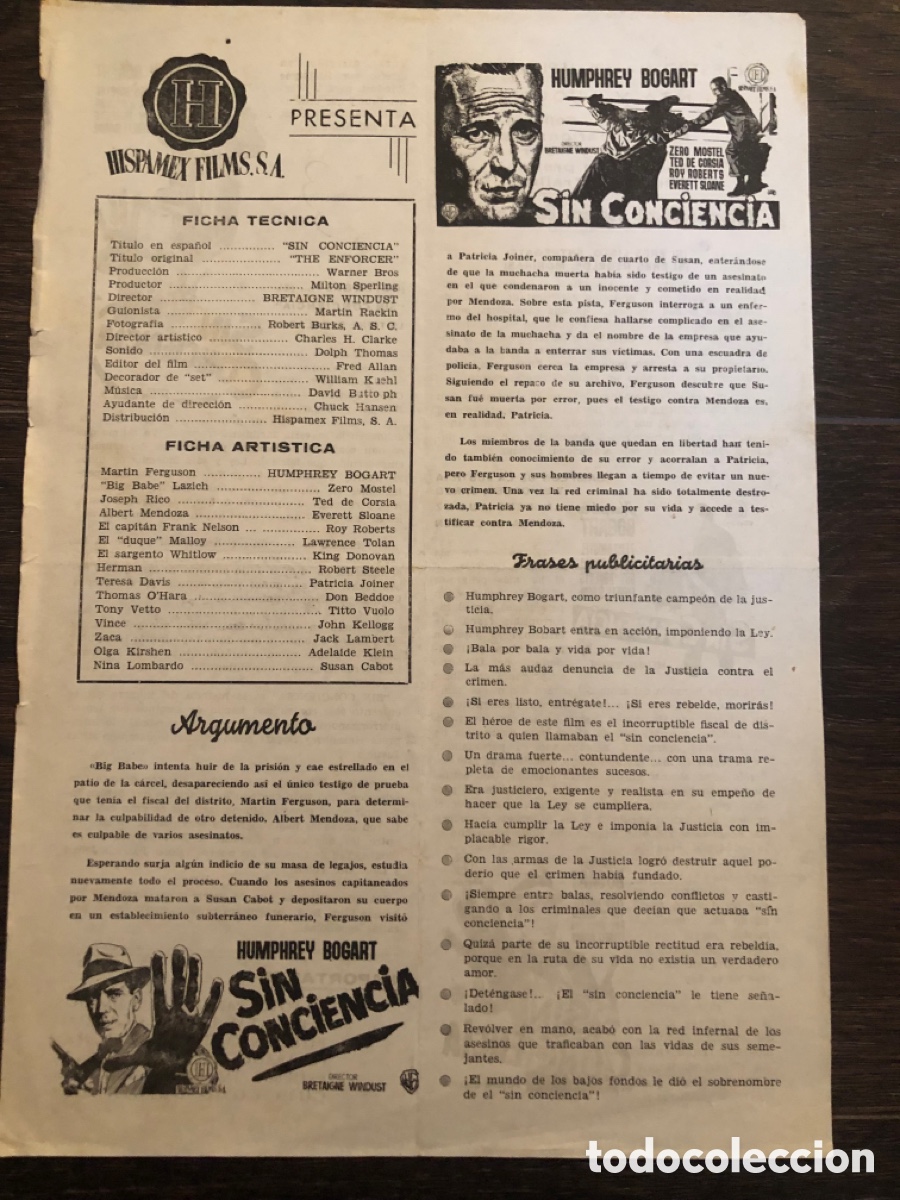 H
HISPAMEX FILMS, S.A.
PRESENTA
FICHA TECNICA
Título en español .............. "SIN CONCIENCIA"
Título original .................. "THE ENFORCER"
Producción .................................. Warner Bros
Productor ................................ Milton Sperling
Director ......................... BRETAIGNE WINDUST
Guionista ................................ Martin Rackin
Fotografía ...................... Robert Burks, A. S. C.
Director artístico .................. Charles H. Clarke
Sonido ...................................... Dolph Thomas
Editor del film .............................. Fred Allan
Decorador de "set" ..................... William
Música ...................................... David
Ayudante de dirección ................ Chuck Hansen
Distribución ...................... Hispamex Films, S. A.
FICHA ARTISTICA
Martin Ferguson ............ HUMPHREY BOGART
"Big Babe" Lazich ........................... Zero Mostel
Joseph Rico .............................. Ted de Corsia
Albert Mendoza ........................ Everett Sloane
El capitán Frank Nelson ... ............ Roy Roberts
El "duque" Malloy .................. Lawrence Tolan
El sargento Whitlow .................. King Donovan
Herman .................................. Robert Steele
Teresa Davis ........................... Patricia Joiner
Thomas O'Hara ........................... Don Beddoe
Tony Vetto .............................. Titto Vuolo
Vince .................................... John Kellogg
Zaca ...................................... Jack Lambert
Olga Kirshen ........................... Adelaide Klein
Nina Lombardo ........................... Susan Cabot
Argumento
«Big Babe» intenta huir de la prisión y cae estrellado en el
patio de la cárcel, desapareciendo así el único testigo de prueba
que tenía el fiscal del distrito, Martin Ferguson, para determi-
nar la culpabilidad de otro detenido, Albert Mendoza, que sabe
es culpable de varios asesinatos.
Esperando surja algún indicio de su masa de legajos, estudia
nuevamente todo el proceso. Cuando los asesinos capitaneados
por Mendoza mataron a Susan Cabot y depositaron su cuerpo
en un establecimiento subterráneo funerario, Ferguson visitó
HUMPHREY BOGART
SIN
CONCIENCIA
DIRECTOR
BRETAIGNE WINDUST
WB
HUMPHREY BOGART
DIRECTOR
BRETAIGNE WINDUST
ZERO MOSTEL
TED DE CORSIA
ROY ROBERTS
EVERETT SLOANE
WB
SIN CONCIENCIA
a Patricia Joiner, compañera de cuarto de Susan, enterándose
de que la muchacha muerta había sido testigo de un asesinato
en el que condenaron a un inocente y cometido en realidad
por Mendoza. Sobre esta pista, Ferguson interroga a un enfer-
mo del hospital, que le confiesa hallarse complicado en el ase-
sinato de la muchacha y da el nombre de la empresa que ayu-
daba a la banda a enterrar sus víctimas. Con una escuadra de
policía, Ferguson cerca la empresa y arresta a su propietario.
Siguiendo el repaso de su archivo, Ferguson descubre que Su-
san fué muerta por error, pues el testigo contra Mendoza es,
en realidad, Patricia.
Los miembros de la banda que quedan en libertad han teni-
do también conocimiento de su error y acorralan a Patricia,
pero Ferguson y sus hombres llegan a tiempo de evitar un nue-
vo crimen. Una vez la red criminal ha sido totalmente destro-
zada, Patricia ya no tiene miedo por su vida y accede a tes-
tificar contra Mendoza.
Frases publicitarias
Humphrey Bogart, como triunfante campeón de la jus-
ticia.
Humphrey Bobart entra en acción, imponiendo la Ley.
¡Bala por bala y vida por vida!
La más audaz denuncia de la Justicia contra el
crimen.
¡Si eres listo, entrégate!... ¡Si eres rebelde, morirás!
El héroe de este film es el incorruptible fiscal de dis-
trito a quien llamaban el "sin conciencia".
Un drama fuerte... contundente... con una trama re-
pleta de emocionantes sucesos.
Era justiciero, exigente y realista en su empeño de
hacer que la Ley se cumpliera.
Hacía cumplir la Ley e imponía la Justicia con im-
placable rigor.
Con las armas de la Justicia logró destruir aquel po-
derío que el crimen había fundado.
¡Siempre entre balas, resolviendo conflictos y casti-
gando a los criminales que decían que actuaba "sin
conciencia"!
Quizá parte de su incorruptible rectitud era rebeldía,
porque en la ruta de su vida no existía un verdadero
amor.
¡Deténgase!... ¡El "sin conciencia" le tiene seña-
lado!
Revólver en mano, acabó con la red infernal de los
asesinos que traficaban con las vidas de sus seme-
jantes.
¡El mundo de los bajos fondos le dió el sobrenombre
de el "sin conciencia"!
todocoleccion